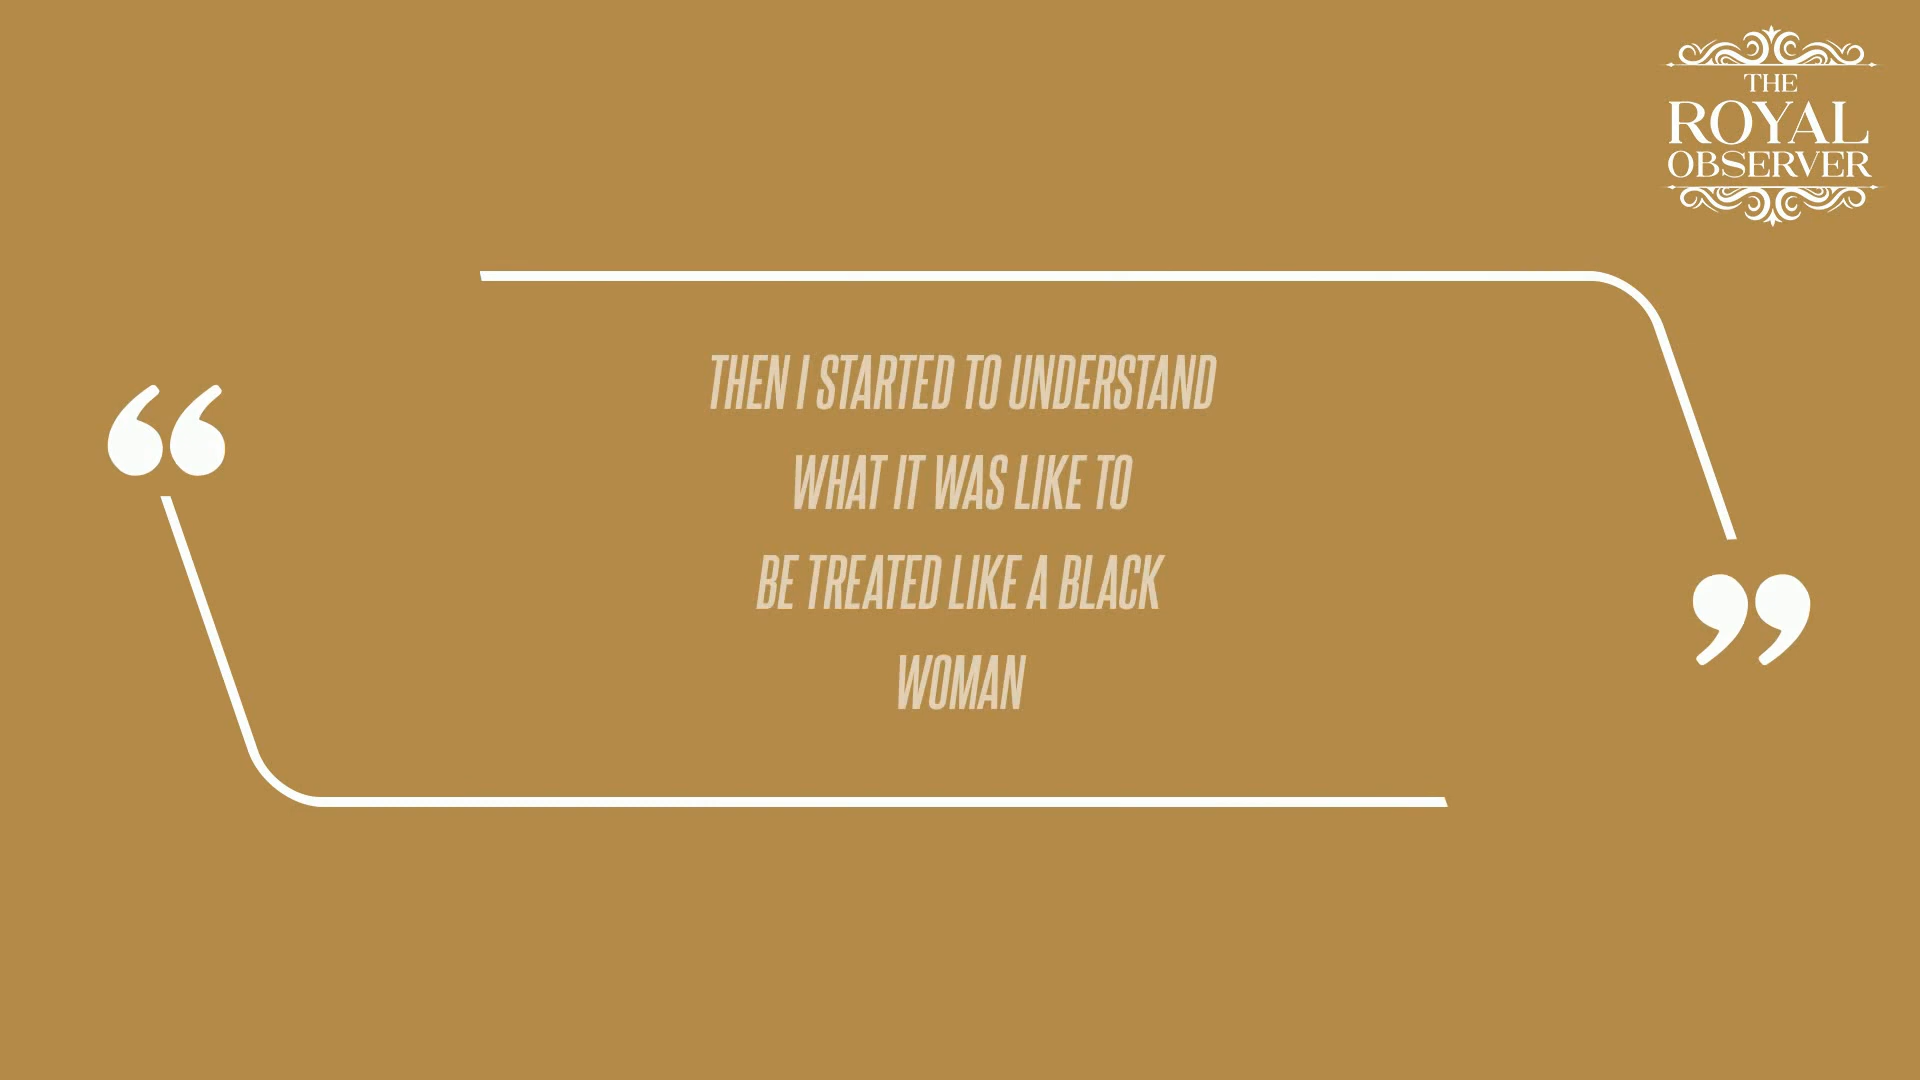 THE
ROYAL
OBSERVER
“
THEN I STARTED TO UNDERSTAND
WHAT IT WAS LIKE TO
BE TREATED LIKE A BLACK
WOMAN
”